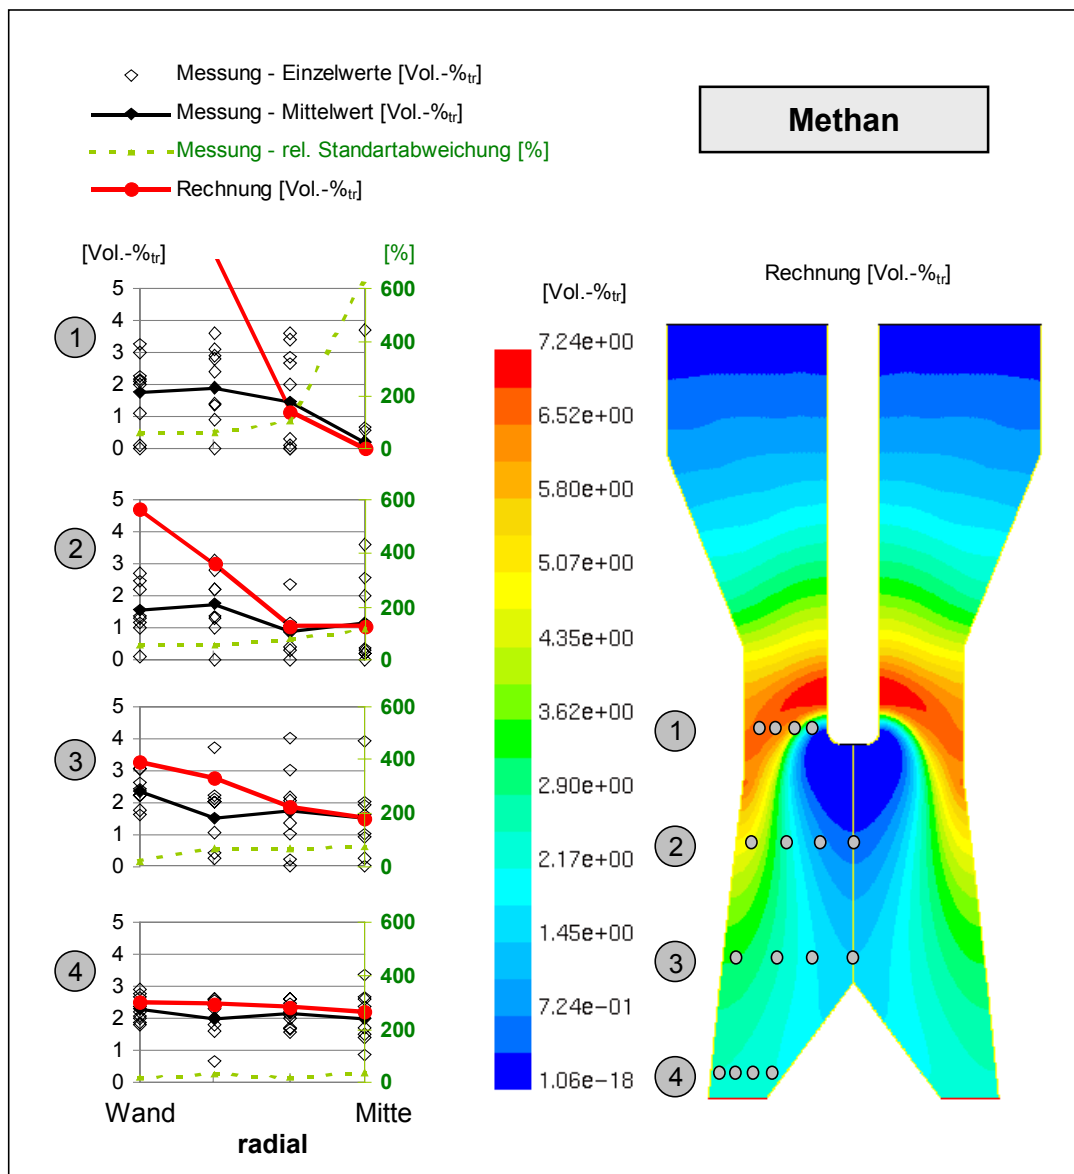 Messung - Einzelwerte [Vol.-%tr]
Messung - Mittelwert [Vol.-%tr]
Messung - rel. Standartabweichung [%]
Rechnung [Vol.-%tr]
Methan
[Vol.-%tr]
[%]
1
5
4
3
2
1
0
600
400
200
0
2
5
4
3
2
1
0
600
400
200
0
3
5
4
3
2
1
0
600
400
200
0
4
5
4
3
2
1
0
600
400
200
0
Wand
Mitte
radial
Rechnung [Vol.-%tr]
[Vol.-%tr]
7.24e+00
6.52e+00
5.80e+00
5.07e+00
4.35e+00
3.62e+00
2.90e+00
2.17e+00
1.45e+00
7.24e-01
1.06e-18
1
2
3
4